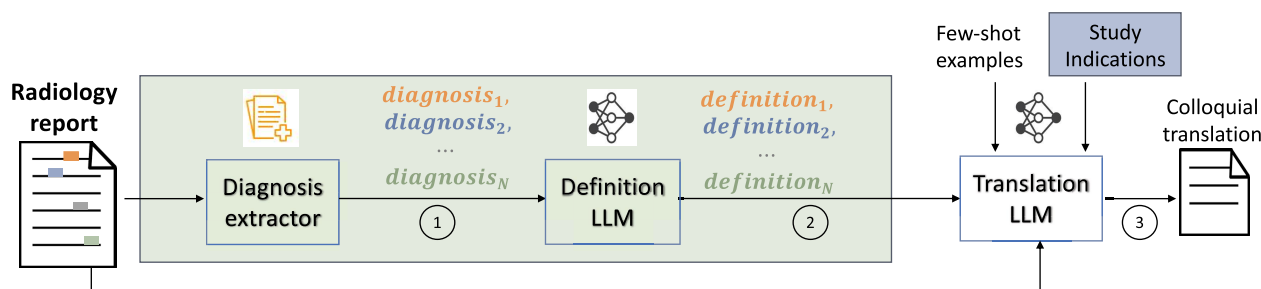 Radiology
report
Diagnosis
extractor
diagnosis1,
diagnosis2,
...
diagnosisN
1
Definition
LLM
definition1,
definition2,
...
definitionN
2
Few-shot
examples
Study
Indications
Translation
LLM
3
Colloquial
translation